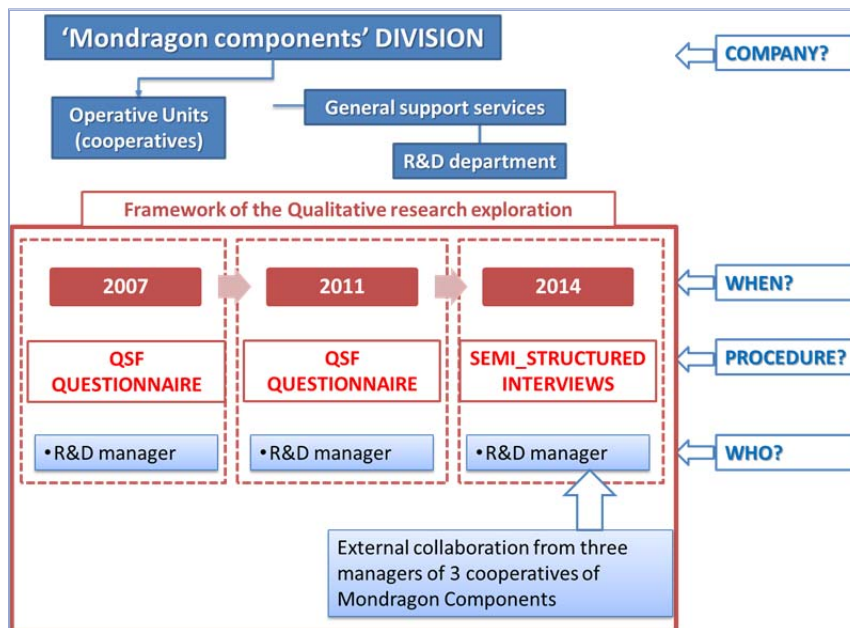 ‘Mondragon components’ DIVISION
COMPANY?
Operative Units
(cooperatives)
General support services
R&D department
Framework of the Qualitative research exploration
2007
2011
2014
WHEN?
QSF
QUESTIONNAIRE
QSF
QUESTIONNAIRE
SEMI_STRUCTURED
INTERVIEWS
PROCEDURE?
•R&D manager
•R&D manager
•R&D manager
WHO?
External collaboration from three
managers of 3 cooperatives of
Mondragon Components